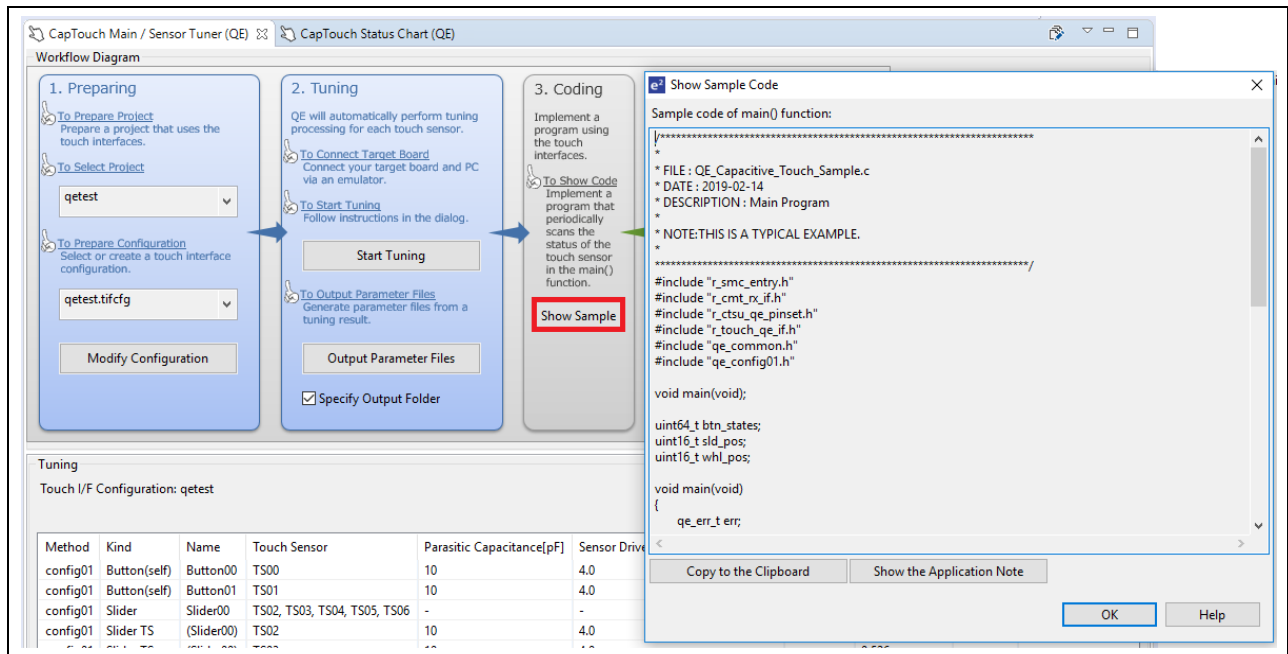 CapTouch Main / Sensor Tuner (QE)
CapTouch Status Chart (QE)
Workflow Diagram
1. Preparing
To Prepare Project
Prepare a project that uses the
touch interfaces.
To Select Project
qetest
To Prepare Configuration
Select or create a touch interface
configuration.
qetest.tifcfg
Modify Configuration
2. Tuning
QE will automatically perform tuning
processing for each touch sensor.
To Connect Target Board
Connect your target board and PC
via an emulator.
To Start Tuning
Follow instructions in the dialog.
Start Tuning
To Output Parameter Files
Generate parameter files from a
tuning result.
Output Parameter Files
Specify Output Folder
3. Coding
Implement a
program using
the touch
interfaces.
To Show Code
Implement a
program that
periodically
scans the
status of the
touch sensor
in the main()
function.
Show Sample
e² Show Sample Code
Sample code of main() function:
/***********************************************************************
*
* FILE : QE_Capacitive_Touch_Sample.c
* DATE : 2019-02-14
* DESCRIPTION : Main Program
*
* NOTE:THIS IS A TYPICAL EXAMPLE.
*
***********************************************************************/
#include "r_smc_entry.h"
#include "r_cmt_rx_if.h"
#include "r_ctsu_qe_pinset.h"
#include "r_touch_qe_if.h"
#include "qe_common.h"
#include "qe_config01.h"
void main(void);
uint64_t btn_states;
uint16_t sld_pos;
uint16_t whl_pos;
void main(void)
{
qe_err_t err;
Copy to the Clipboard
Show the Application Note
OK
Help
Tuning
Touch I/F Configuration: qetest
Method Kind Name Touch Sensor Parasitic Capacitance[pF] Sensor Drive
config01 Button(self) Button00 TS00 10 4.0
config01 Button(self) Button01 TS01 10 4.0
config01 Slider Slider00 TS02, TS03, TS04, TS05, TS06 - -
config01 Slider TS (Slider00) TS02 10 4.0